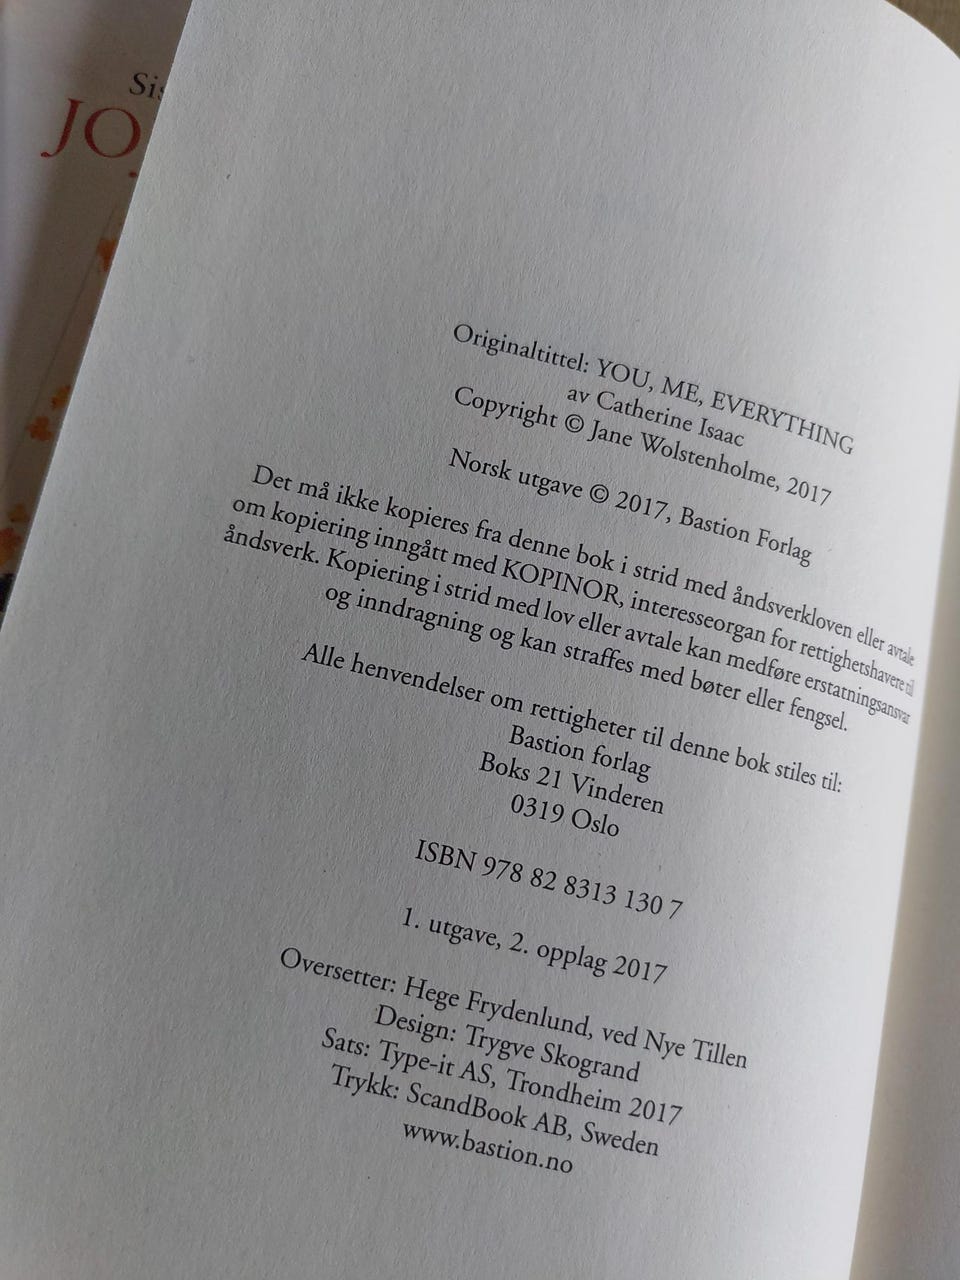 Sis
JO
Originaltittel: YOU, ME, EVERYTHING
av Catherine Isaac
Copyright © Jane Wolstenholme, 2017
Norsk utgave © 2017, Bastion Forlag
Det må ikke kopieres fra denne bok i strid med åndsverkloven eller avtale
om kopiering inngått med KOPINOR, interesseorgan for rettighetshavere til
åndsverk. Kopiering i strid med lov eller avtale kan medføre erstatningsansvar
og inndragning og kan straffes med bøter eller fengsel.
Alle henvendelser om rettigheter til denne bok stiles til:
Bastion forlag
Boks 21 Vinderen
0319 Oslo
ISBN 978 82 8313 130 7
1. utgave, 2. opplag 2017
Oversetter: Hege Frydenlund, ved Nye Tillen
Design: Trygve Skogrand
Sats: Type-it AS, Trondheim 2017
Trykk: ScandBook AB, Sweden
www.bastion.no